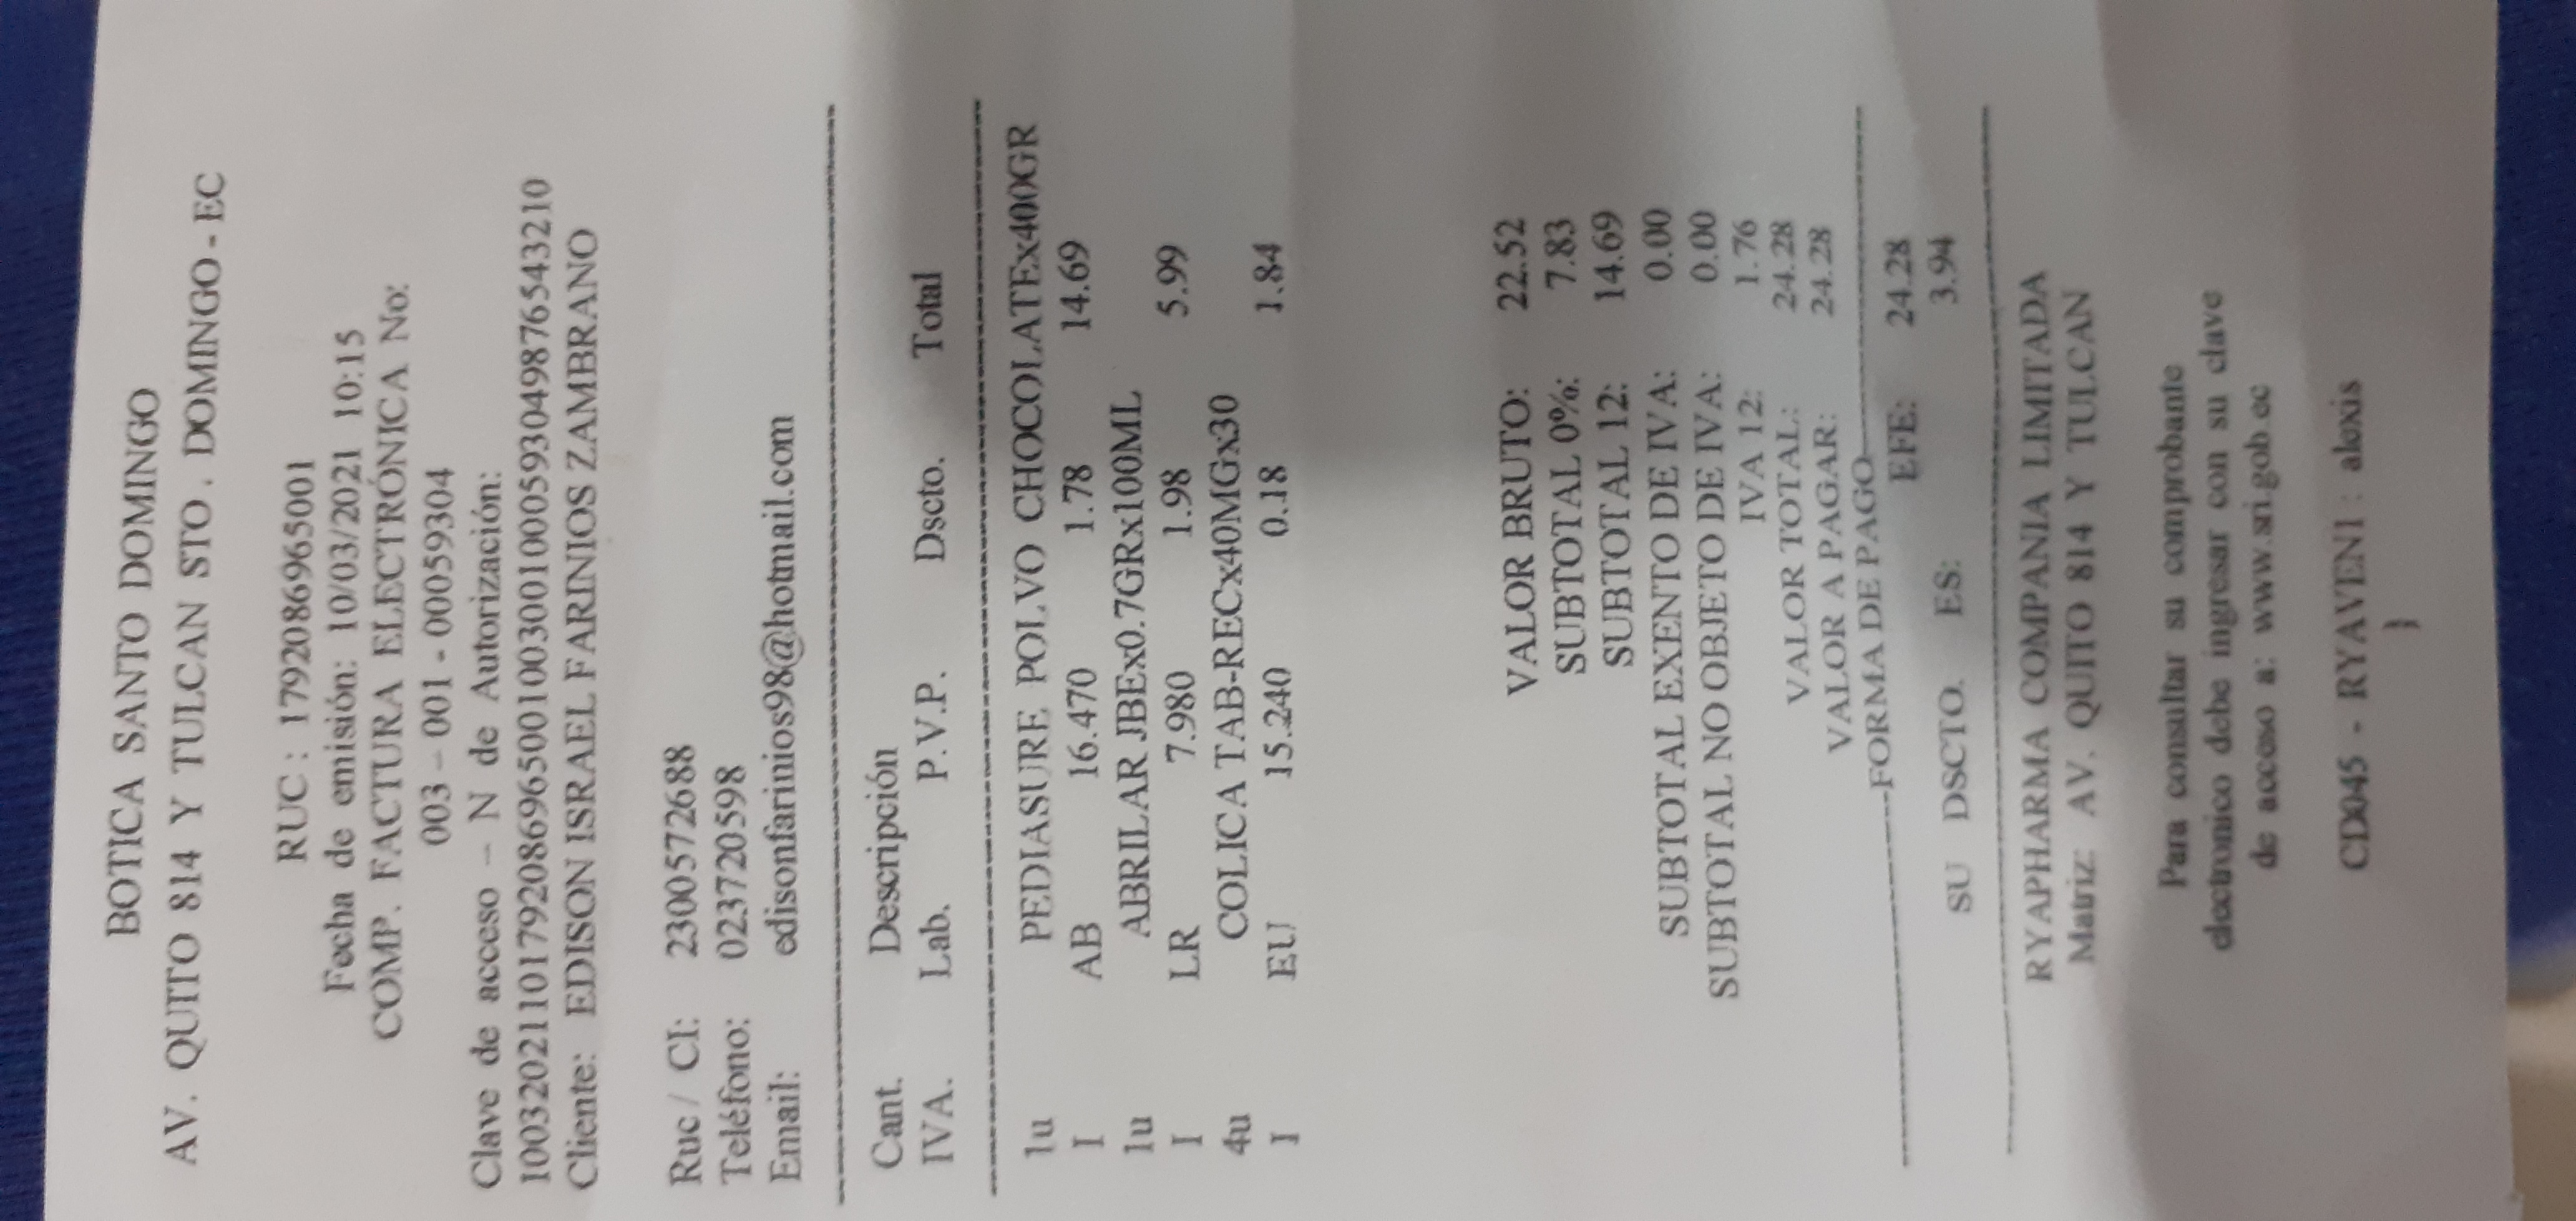 BOTICA SANTO DOMINGO
AV. QUITO 814 Y TULCAN STO. DOMINGO - EC
RUC : 1792086965001
Fecha de emisión: 10/03/2021 10:15
COMP. FACTURA ELECTRÓNICA No:
003 - 001 - 00059304
Clave de acceso - N de Autorización:
10032021101792086965001003001000593049876543210
Cliente: EDISON ISRAEL FARINIOS ZAMBRANO
Ruc / CI: 2300572688
Teléfono: 023720598
Email: edisonfarinios98@hotmail.com
Cant. Descripción
IVA. Lab. P.V.P. Dscto. Total
1u PEDIASURE POLVO CHOCOLATEx400GR
I AB 16.470 1.78 14.69
1u ABRILAR JBEx0.7GRx100ML
I LR 7.980 1.98 5.99
4u COLICA TAB-RECx40MGx30
I EU 15.240 0.18 1.84
VALOR BRUTO: 22.52
SUBTOTAL 0%: 7.83
SUBTOTAL 12: 14.69
SUBTOTAL EXENTO DE IVA: 0.00
SUBTOTAL NO OBJETO DE IVA: 0.00
IVA 12: 1.76
VALOR TOTAL: 24.28
VALOR A PAGAR: 24.28
FORMA DE PAGO
EFE: 24.28
SU DSCTO. ES: 3.94
RYAPHARMA COMPANIA LIMITADA
Matriz: AV. QUITO 814 Y TULCAN
Para consultar su comprobante
electronico debe ingresar con su clave
de acceso a: www.sri.gob.ec
CD045 - RYAVEN1 : alexis
}